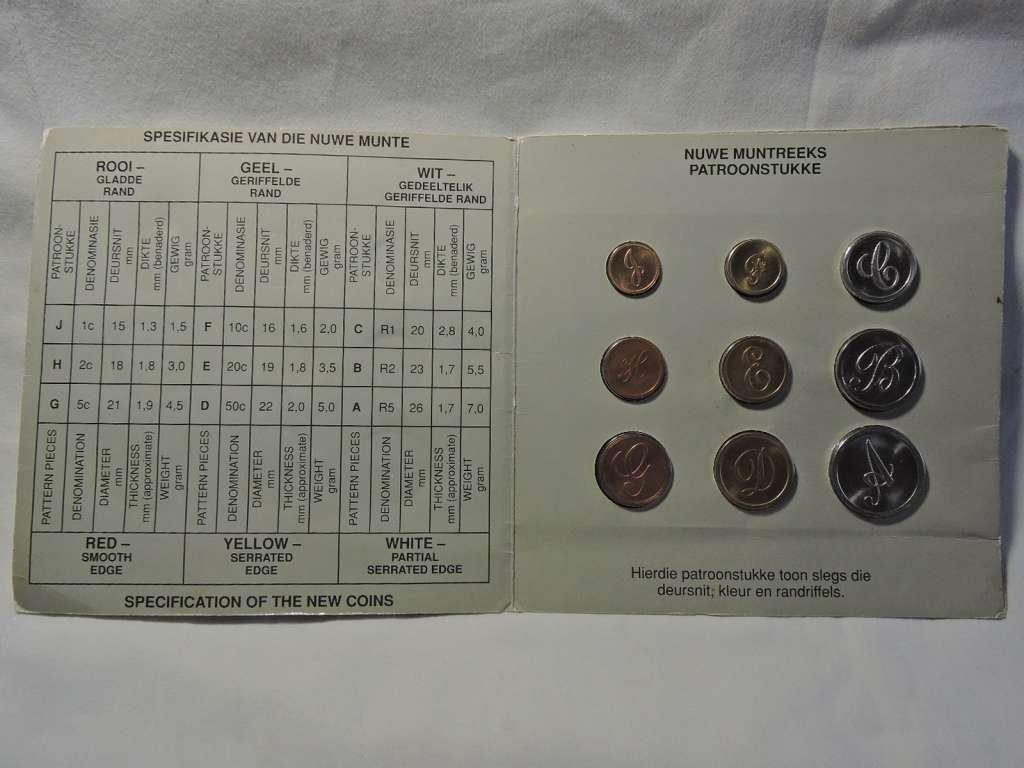 SPESIFIKASIE VAN DIE NUWE MUNTE
ROOI –
GLADDE
RAND
GEEL –
GERIFFELDE
RAND
WIT –
GEDEELTELIK
GERIFFELDE RAND
PATROON-
STUKKE
DENOMINASIE
DEURSNIT
mm
DIKTE
mm (benaderd)
GEWIG
gram
PATROON-
STUKKE
DENOMINASIE
DEURSNIT
mm
DIKTE
mm (benaderd)
GEWIG
gram
PATROON-
STUKKE
DENOMINASIE
DEURSNIT
mm
DIKTE
mm (benaderd)
GEWIG
gram
J 1c 15 1.3 1,5 F 10c 16 1,6 2,0 C R1 20 2,8 4,0
H 2c 18 1,8 3,0 E 20c 19 1,8 3,5 B R2 23 1,7 5,5
G 5c 21 1,9 4,5 D 50c 22 2,0 5,0 A R5 26 1,7 7,0
PATTERN PIECES
DENOMINATION
DIAMETER
mm
THICKNESS
mm (approximate)
WEIGHT
gram
PATTERN PIECES
DENOMINATION
DIAMETER
mm
THICKNESS
mm (approximate)
WEIGHT
gram
PATTERN PIECES
DENOMINATION
DIAMETER
mm
THICKNESS
mm (approximate)
WEIGHT
gram
RED –
SMOOTH
EDGE
YELLOW –
SERRATED
EDGE
WHITE –
PARTIAL
SERRATED EDGE
SPECIFICATION OF THE NEW COINS
NUWE MUNTREEKS
PATROONSTUKKE
J F C
H E B
G D A
Hierdie patroonstukke toon slegs die
deursnit; kleur en randriffels.